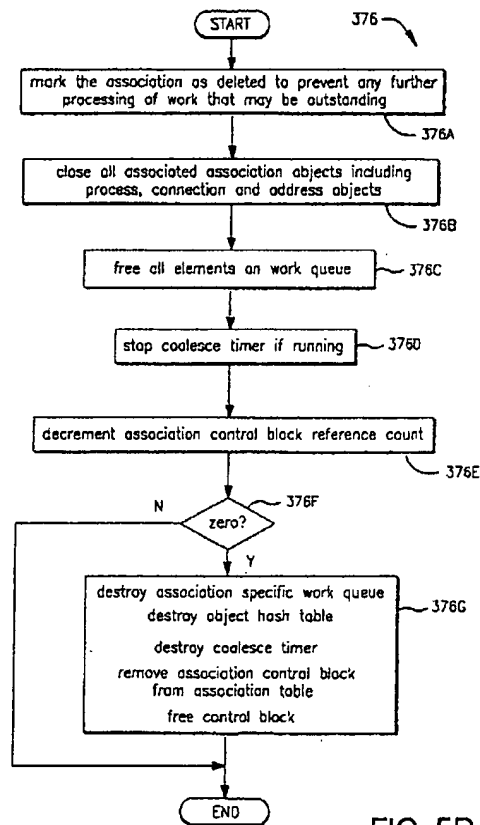 START
376
mark the association as deleted to prevent any further
processing of work that may be outstanding
376A
close all associated association objects including
process, connection and address objects
376B
free all elements on work queue
376C
stop coalesce timer if running
376D
decrement association control block reference count
376E
376F
N
zero?
Y
destroy association specific work queue
destroy object hash table
376G
destroy coalesce timer
remove association control block
from association table
free control block
END